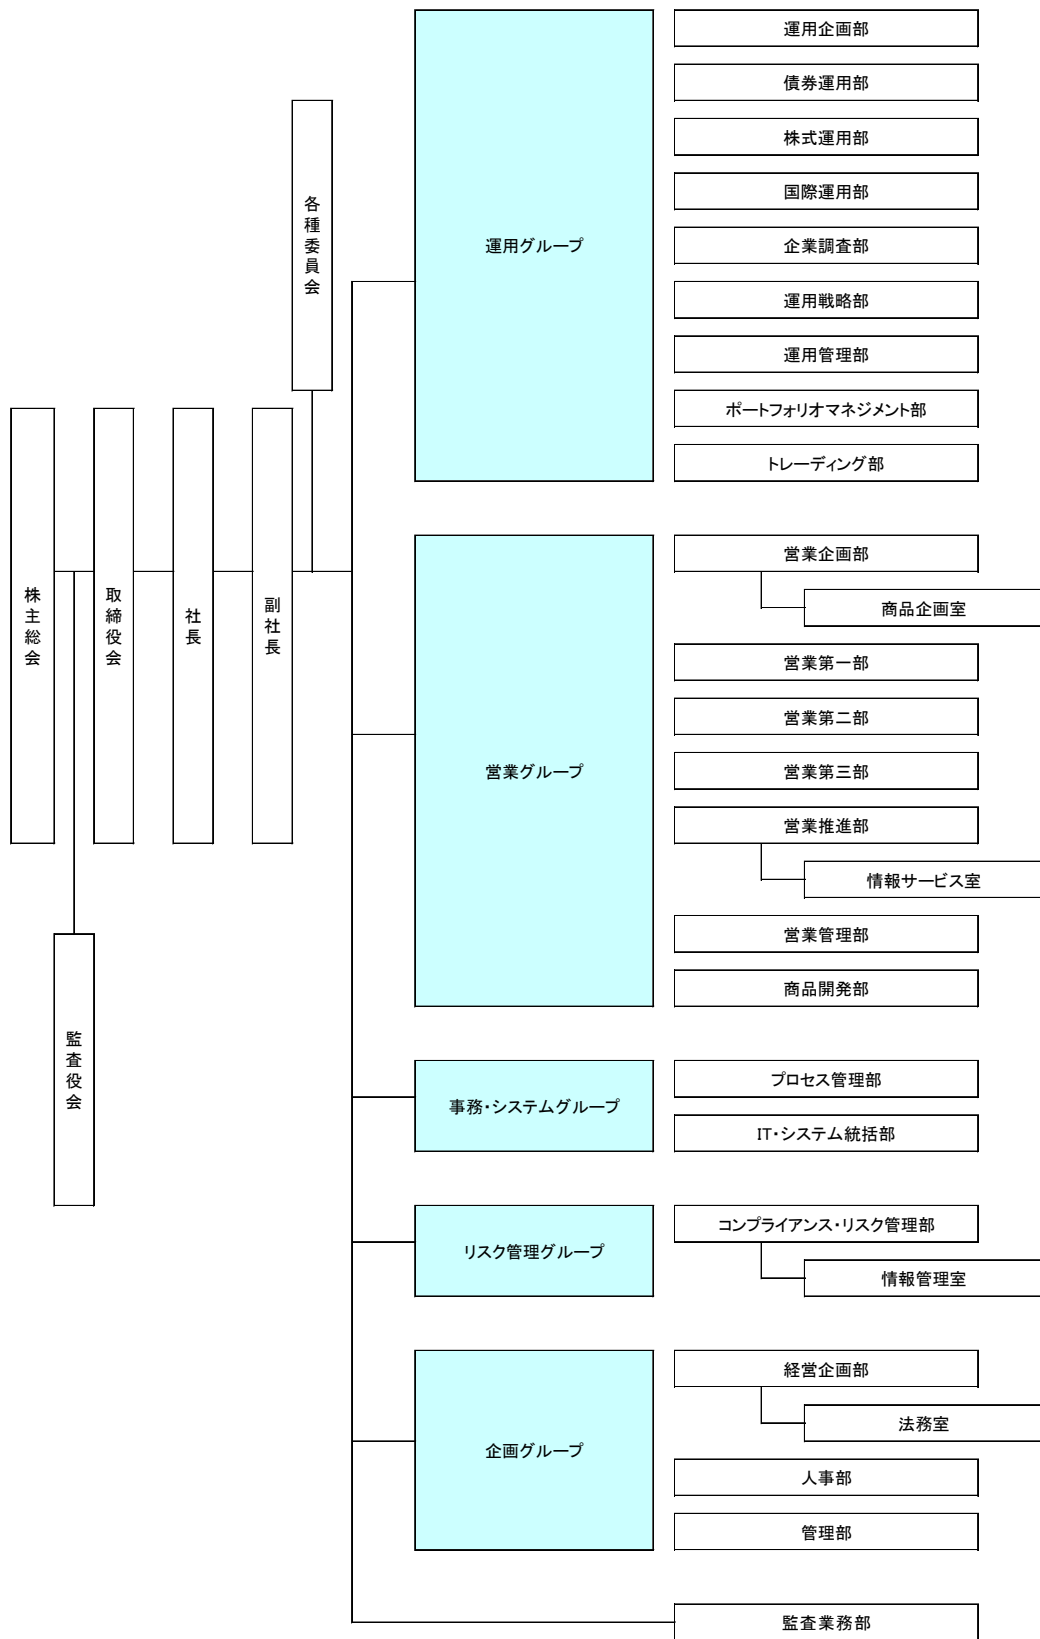 株主総会
監査役会
取締役会
社長
副社長
各種委員会
運用グループ
運用企画部
債券運用部
株式運用部
国際運用部
企業調査部
運用戦略部
運用管理部
ポートフォリオマネジメント部
トレーディング部
営業グループ
営業企画部
商品企画室
営業第一部
営業第二部
営業第三部
営業推進部
情報サービス室
営業管理部
商品開発部
事務・システムグループ
プロセス管理部
IT・システム統括部
リスク管理グループ
コンプライアンス・リスク管理部
情報管理室
企画グループ
経営企画部
法務室
人事部
管理部
監査業務部